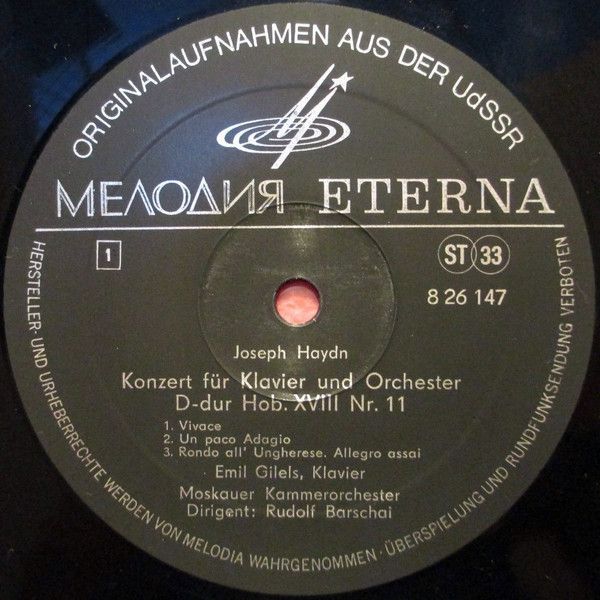 ORIGINALAUFNAHMEN AUS DER UdSSR
МЕЛОДИЯ ETERNA
1
ST 33
8 26 147
Joseph Haydn
Konzert für Klavier und Orchester
D-dur Hob. XVIII Nr. 11
1. Vivace
2. Un paco Adagio
3. Rondo all' Ungherese. Allegro assai
Emil Gilels, Klavier
Moskauer Kammerorchester
Dirigent: Rudolf Barschai
HERSTELLER- UND URHEBERRECHTE WERDEN VON MELODIA WAHRGENOMMEN · ÜBERSPIELUNG UND RUNDFUNKSENDUNG VERBOTEN